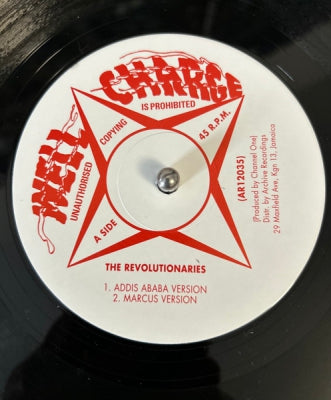 WELL
CHARGE
UNAUTHORISED
COPYING
IS PROHIBITED
45 R.P.M.
A SIDE
(AR12035)
(Produced by Channel One)
Distr. by Archive Recordings
29 Maxfield Ave, Kgn 13, Jamaica
THE REVOLUTIONARIES
1. ADDIS ABABA VERSION
2. MARCUS VERSION